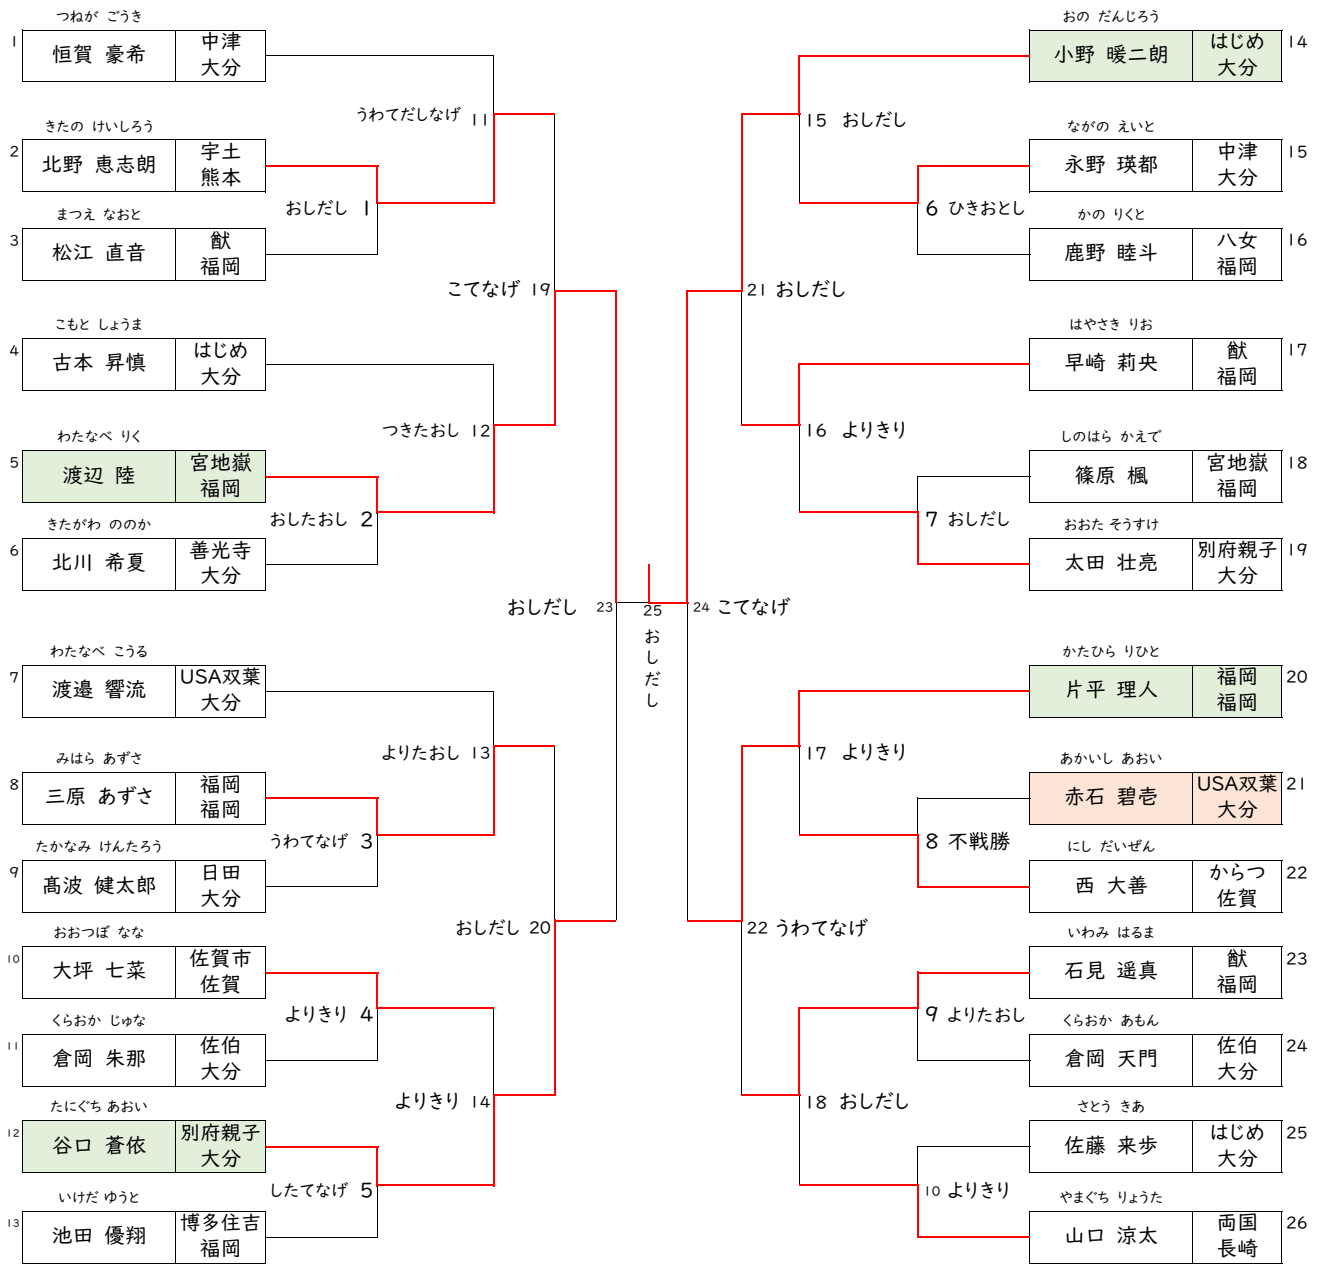 つねが ごうき
1 恒賀 豪希 中津
大分
きたの けいしろう
2 北野 恵志朗 宇土
熊本
まつえ なおと
3 松江 直音 猷
福岡
こもと しょうま
4 古本 昇慎 はじめ
大分
わたなべ りく
5 渡辺 陸 宮地嶽
福岡
きたがわ ののか
6 北川 希夏 善光寺
大分
わたなべ こうる
7 渡邉 響流 USA双葉
大分
みはら あずさ
8 三原 あずさ 福岡
福岡
たかなみ けんたろう
9 髙波 健太郎 日田
大分
おおつぼ なな
10 大坪 七菜 佐賀市
佐賀
くらおか じゅな
11 倉岡 朱那 佐伯
大分
たにぐち あおい
12 谷口 蒼依 別府親子
大分
いけだ ゆうと
13 池田 優翔 博多住吉
福岡
おしだし 1
おしたおし 2
うわてなげ 3
よりきり 4
したてなげ 5
うわてだしなげ 11
つきたおし 12
よりたおし 13
よりきり 14
こてなげ 19
おしだし 20
おしだし 23
25
おしだし
24 こてなげ
21 おしだし
22 うわてなげ
15 おしだし
16 よりきり
17 よりきり
18 おしだし
6 ひきおとし
7 おしだし
8 不戦勝
9 よりたおし
10 よりきり
おの だんじろう
小野 暖二朗 はじめ 14
大分
ながの えいと
永野 瑛都 中津 15
大分
かの りくと
鹿野 睦斗 八女 16
福岡
はやさき りお
早崎 莉央 猷 17
福岡
しのはら かえで
篠原 楓 宮地嶽 18
福岡
おおた そうすけ
太田 壮亮 別府親子 19
大分
かたひら りひと
片平 理人 福岡 20
福岡
あかいし あおい
赤石 碧壱 USA双葉 21
大分
にし だいぜん
西 大善 からつ 22
佐賀
いわみ はるま
石見 遥真 猷 23
福岡
くらおか あもん
倉岡 天門 佐伯 24
大分
さとう きあ
佐藤 来歩 はじめ 25
大分
やまぐち りょうた
山口 涼太 両国 26
長崎